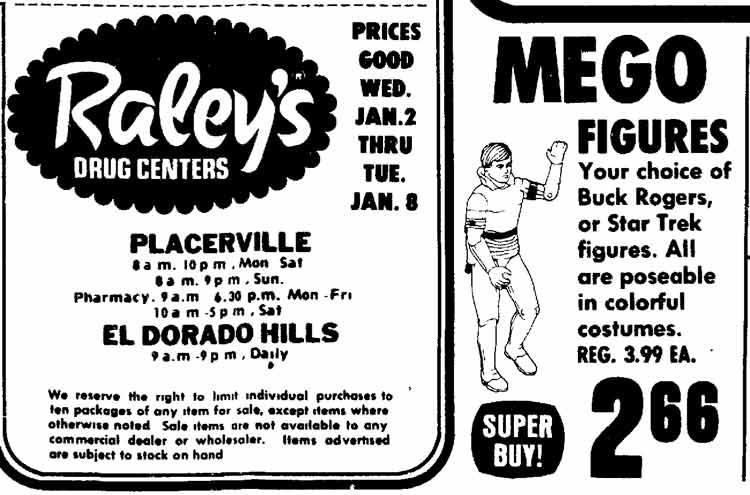 Raley's
DRUG CENTERS
PRICES
GOOD
WED.
JAN.2
THRU
TUE.
JAN. 8
PLACERVILLE
8 a m. 10 p m , Mon Sat
8 a m. 9 p m , Sun.
Pharmacy. 9 a.m 6.30 p.m. Mon -Fri
10 a m -5 p m , Sat
EL DORADO HILLS
9 a.m -9 p m , Daily
We reserve the right to limit individual purchases to
ten packages of any item for sale, except items where
otherwise noted Sale items are not available to any
commercial dealer or wholesaler. Items advertised
are subject to stock on hand
MEGO
FIGURES
Your choice of
Buck Rogers,
or Star Trek
figures. All
are poseable
in colorful
costumes.
REG. 3.99 EA.
SUPER
BUY!
2 66